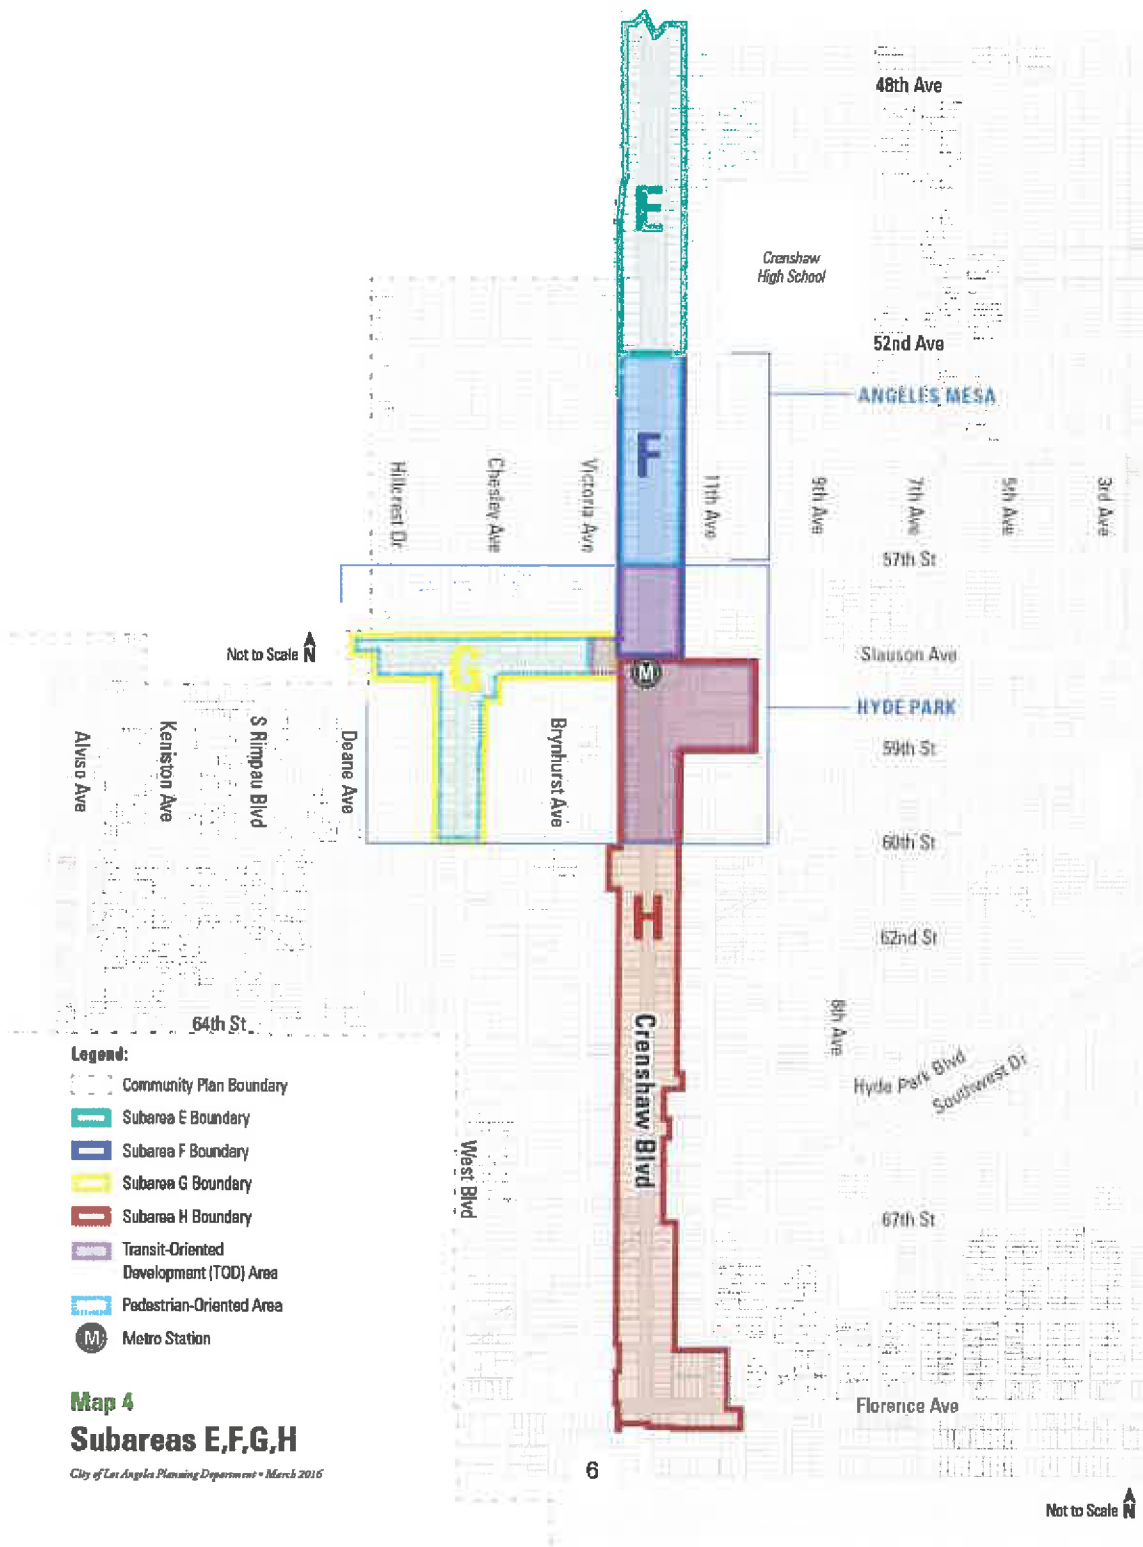 48th Ave
E
Crenshaw
High School
52nd Ave
ANGELES MESA
F
Hillcrest Dr
Chesley Ave
Victoria Ave
11th Ave
9th Ave
7th Ave
5th Ave
3rd Ave
57th St
Not to Scale N
G
Slauson Ave
M
HYDE PARK
Alviso Ave
Keniston Ave
S Rimpau Blvd
Deane Ave
Brynhurst Ave
59th St
60th St
H
62nd St
64th St
8th Ave
Crenshaw Blvd
Hyde Park Blvd
Southwest Dr
West Blvd
67th St
Florence Ave
Legend:
Community Plan Boundary
Subarea E Boundary
Subarea F Boundary
Subarea G Boundary
Subarea H Boundary
Transit-Oriented
Development (TOD) Area
Pedestrian-Oriented Area
M Metro Station
Map 4
Subareas E,F,G,H
City of Los Angeles Planning Department • March 2016
6
Not to Scale N